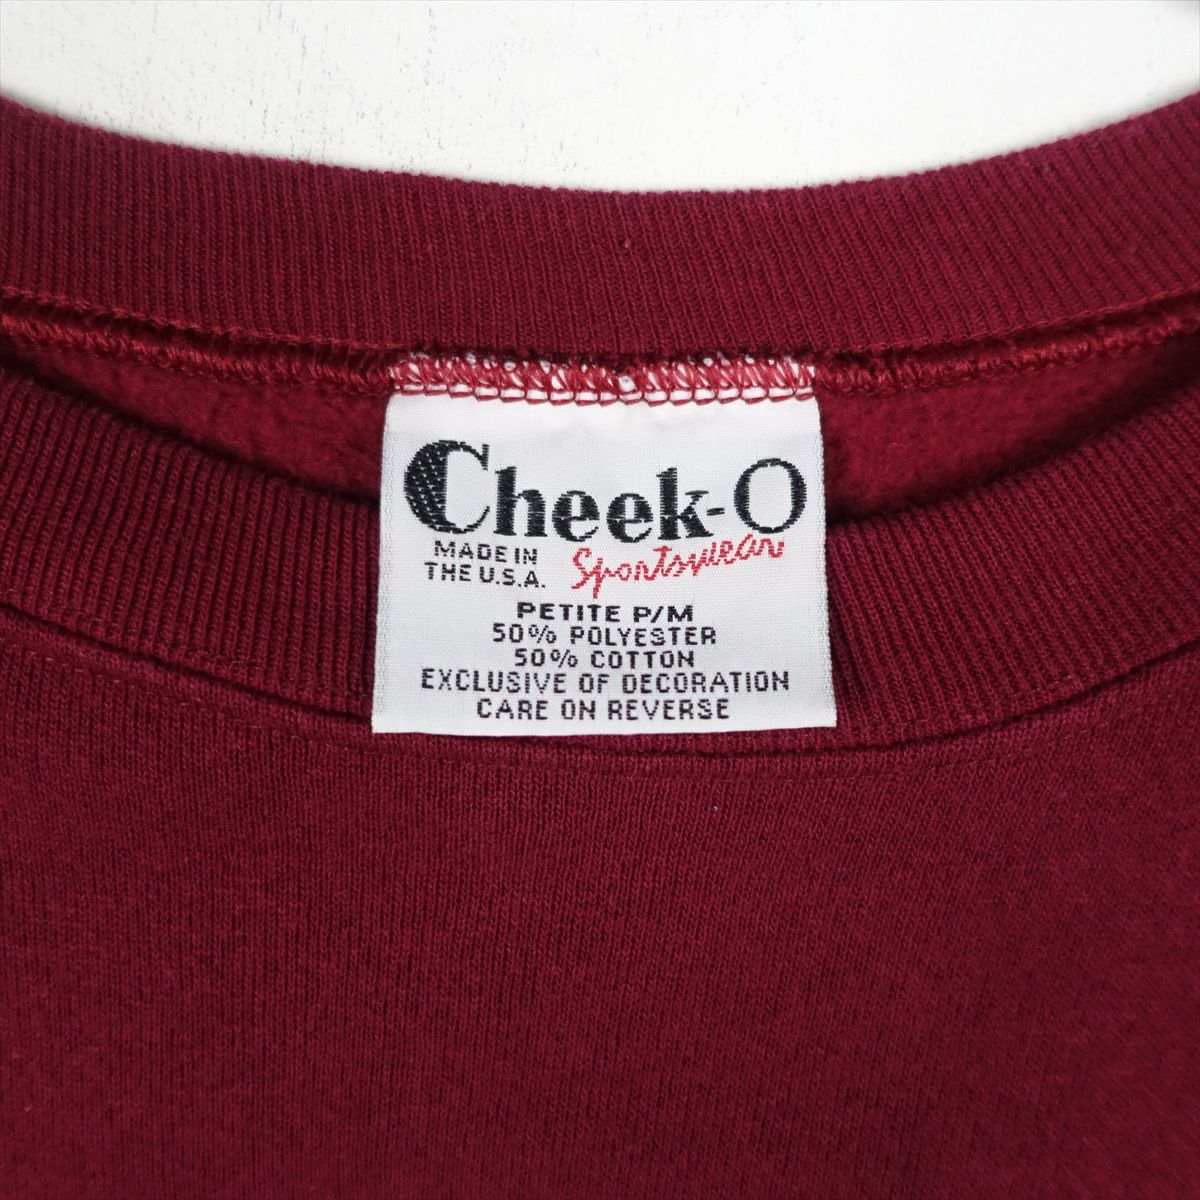 Cheek-O
MADE IN
THE U.S.A.
Sportswear
PETITE P/M
50% POLYESTER
50% COTTON
EXCLUSIVE OF DECORATION
CARE ON REVERSE